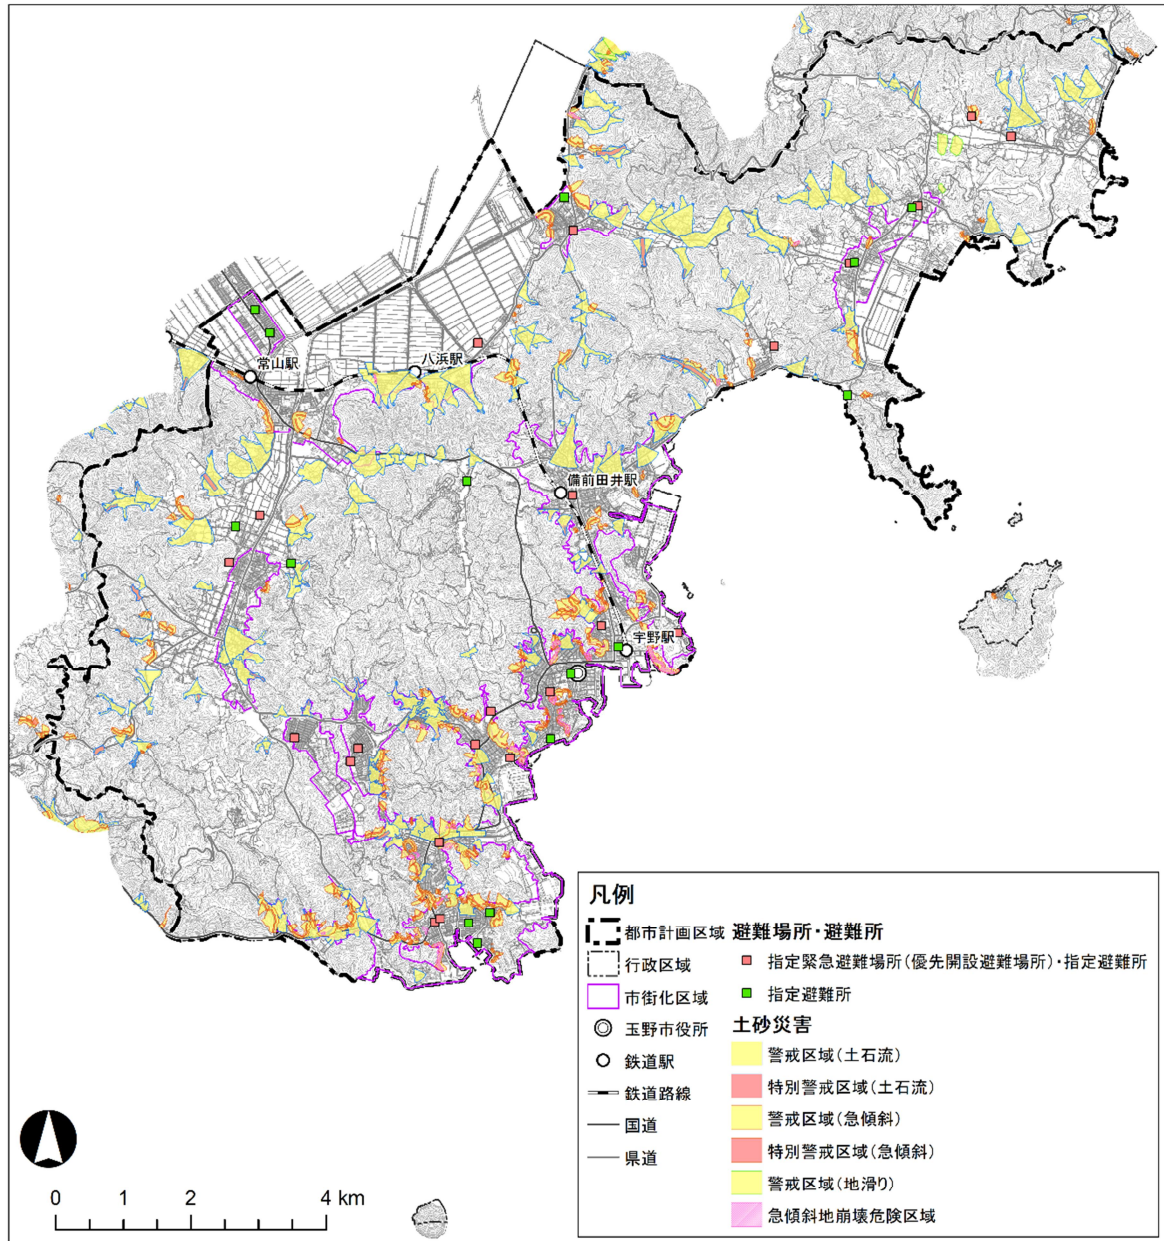 常山駅
八浜駅
備前田井駅
宇野駅
凡例
都市計画区域
行政区域
市街化区域
玉野市役所
鉄道駅
鉄道路線
国道
県道
避難場所・避難所
指定緊急避難場所(優先開設避難場所)・指定避難所
指定避難所
土砂災害
警戒区域(土石流)
特別警戒区域(土石流)
警戒区域(急傾斜)
特別警戒区域(急傾斜)
警戒区域(地滑り)
急傾斜地崩壊危険区域
0 1 2 4 km